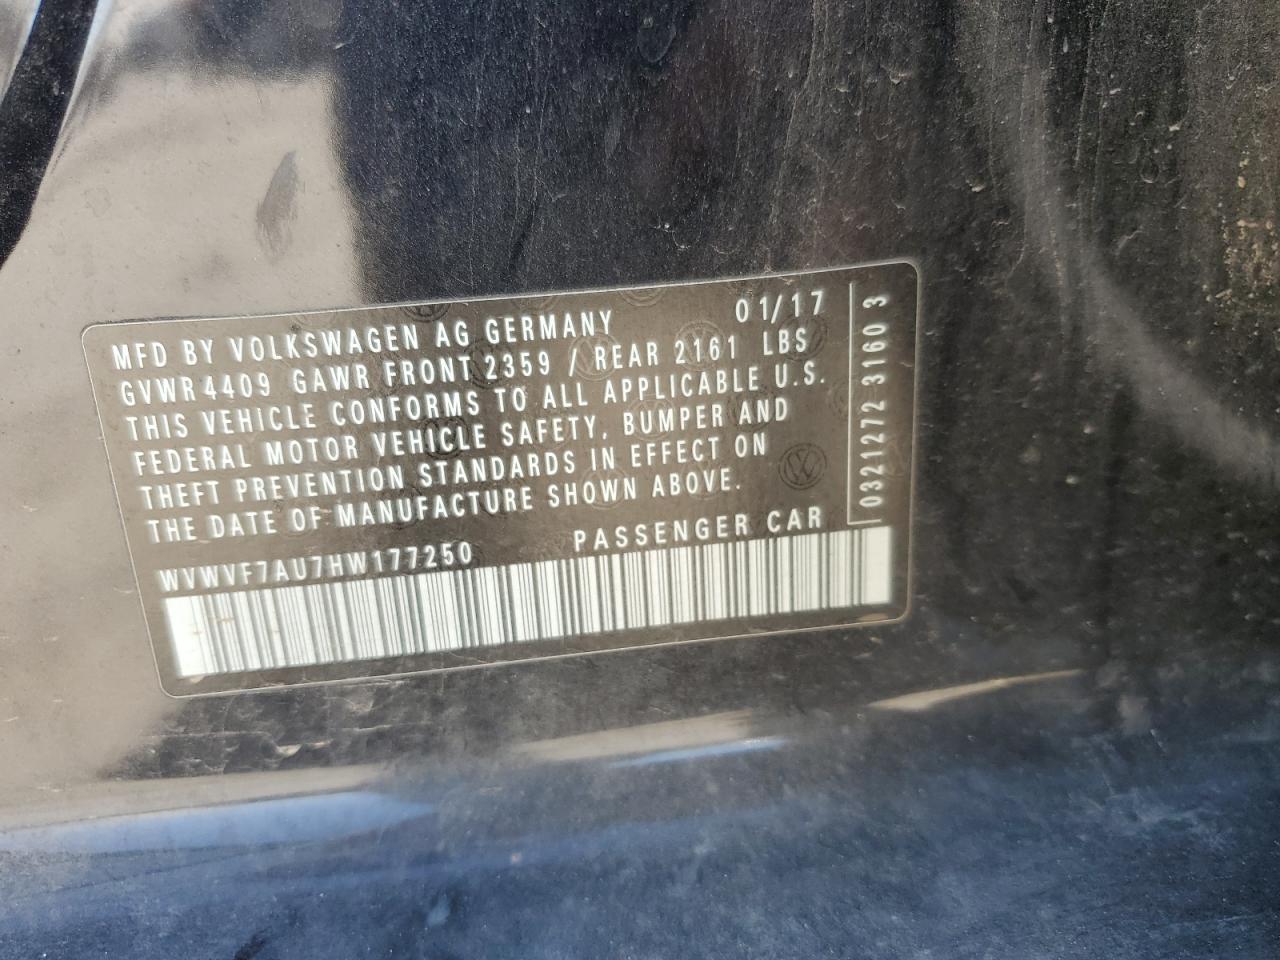 MFD BY VOLKSWAGEN AG GERMANY 01/17
GVWR 4409 GAWR FRONT 2359 / REAR 2161 LBS
THIS VEHICLE CONFORMS TO ALL APPLICABLE U.S.
FEDERAL MOTOR VEHICLE SAFETY, BUMPER AND
THEFT PREVENTION STANDARDS IN EFFECT ON
THE DATE OF MANUFACTURE SHOWN ABOVE.
WVWVF7AU7HW177250 PASSENGER CAR
0321272 3160 3